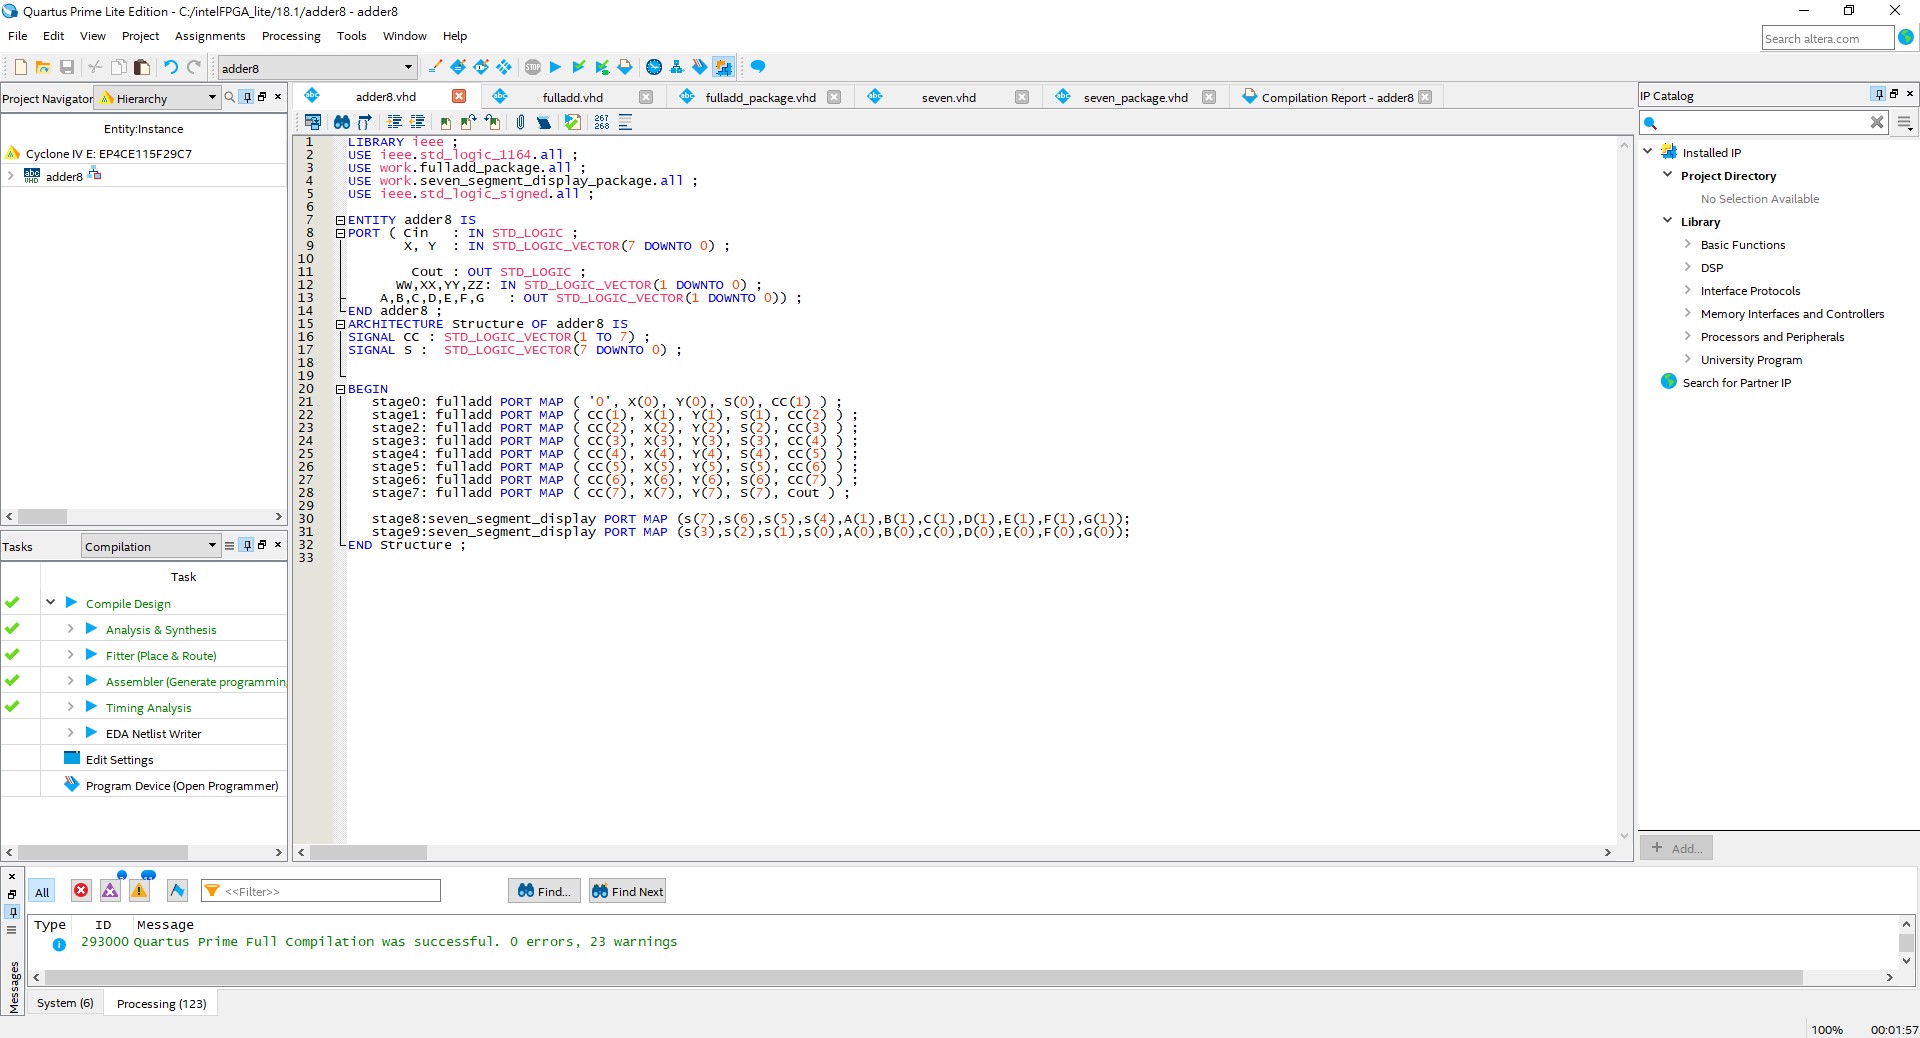 Quartus Prime Lite Edition - C:/intelFPGA_lite/18.1/adder8 - adder8
File Edit View Project Assignments Processing Tools Window Help
Search altera.com
adder8
Project Navigator Hierarchy
adder8.vhd fulladd.vhd fulladd_package.vhd seven.vhd seven_package.vhd Compilation Report - adder8
IP Catalog
Entity:Instance
Cyclone IV E: EP4CE115F29C7
adder8
267
268
1 LIBRARY ieee ;
2 USE ieee.std_logic_1164.all ;
3 USE work.fulladd_package.all ;
4 USE work.seven_segment_display_package.all ;
5 USE ieee.std_logic_signed.all ;
6
7 ENTITY adder8 IS
8 PORT ( Cin : IN STD_LOGIC ;
9 X, Y : IN STD_LOGIC_VECTOR(7 DOWNTO 0) ;
10
11 Cout : OUT STD_LOGIC ;
12 WW,XX,YY,ZZ: IN STD_LOGIC_VECTOR(1 DOWNTO 0) ;
13 A,B,C,D,E,F,G : OUT STD_LOGIC_VECTOR(1 DOWNTO 0)) ;
14 END adder8 ;
15 ARCHITECTURE Structure OF adder8 IS
16 SIGNAL CC : STD_LOGIC_VECTOR(1 TO 7) ;
17 SIGNAL S : STD_LOGIC_VECTOR(7 DOWNTO 0) ;
18
19
20 BEGIN
21 stage0: fulladd PORT MAP ( '0', X(0), Y(0), S(0), CC(1) ) ;
22 stage1: fulladd PORT MAP ( CC(1), X(1), Y(1), S(1), CC(2) ) ;
23 stage2: fulladd PORT MAP ( CC(2), X(2), Y(2), S(2), CC(3) ) ;
24 stage3: fulladd PORT MAP ( CC(3), X(3), Y(3), S(3), CC(4) ) ;
25 stage4: fulladd PORT MAP ( CC(4), X(4), Y(4), S(4), CC(5) ) ;
26 stage5: fulladd PORT MAP ( CC(5), X(5), Y(5), S(5), CC(6) ) ;
27 stage6: fulladd PORT MAP ( CC(6), X(6), Y(6), S(6), CC(7) ) ;
28 stage7: fulladd PORT MAP ( CC(7), X(7), Y(7), S(7), Cout ) ;
29
30 stage8:seven_segment_display PORT MAP (s(7),s(6),s(5),s(4),A(1),B(1),C(1),D(1),E(1),F(1),G(1));
31 stage9:seven_segment_display PORT MAP (s(3),s(2),s(1),s(0),A(0),B(0),C(0),D(0),E(0),F(0),G(0));
32 END Structure ;
33
Installed IP
Project Directory
No Selection Available
Library
Basic Functions
DSP
Interface Protocols
Memory Interfaces and Controllers
Processors and Peripherals
University Program
Search for Partner IP
+ Add...
Tasks Compilation
Task
Compile Design
Analysis & Synthesis
Fitter (Place & Route)
Assembler (Generate programmin
Timing Analysis
EDA Netlist Writer
Edit Settings
Program Device (Open Programmer)
All <<Filter>> Find... Find Next
Type ID Message
293000 Quartus Prime Full Compilation was successful. 0 errors, 23 warnings
Messages
System (6) Processing (123)
100% 00:01:57